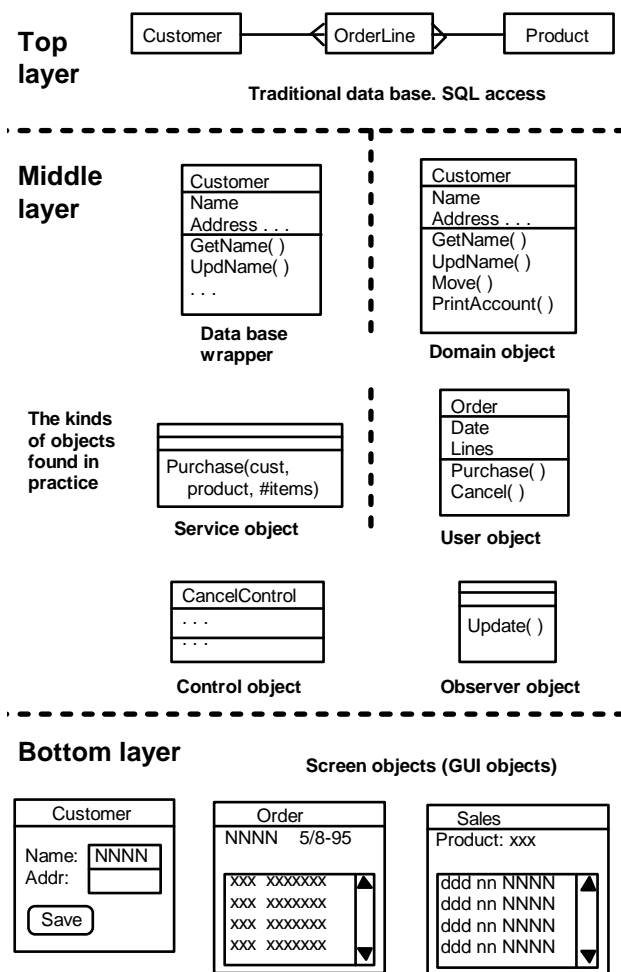 Top
layer
Customer
OrderLine
Product
Traditional data base. SQL access
Middle
layer
Customer
Name
Address . . .
GetName( )
UpdName( )
. . .
Data base
wrapper
Customer
Name
Address . . .
GetName( )
UpdName( )
Move( )
PrintAccount( )
Domain object
The kinds
of objects
found in
practice
Purchase(cust,
product, #items)
Service object
Order
Date
Lines
Purchase( )
Cancel( )
User object
CancelControl
. . .
. . .
Control object
Update( )
Observer object
Bottom layer
Screen objects (GUI objects)
Customer
Name: NNNN
Addr:
Save
Order
NNNN 5/8-95
xxx xxxxxxx
xxx xxxxxxx
xxx xxxxxxx
xxx xxxxxxx
Sales
Product: xxx
ddd nn NNNN
ddd nn NNNN
ddd nn NNNN
ddd nn NNNN